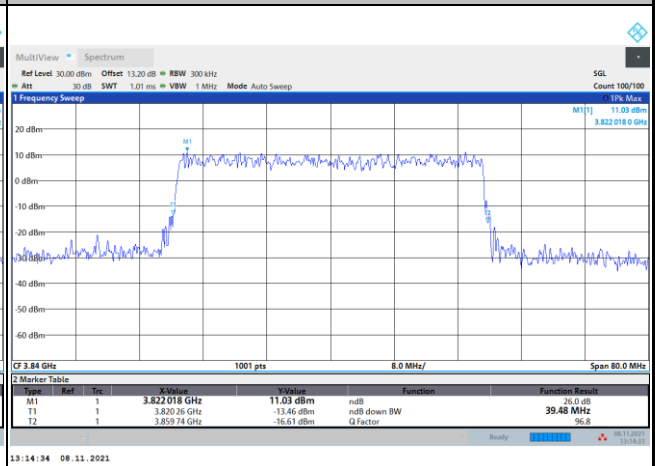 MultiView Spectrum
Ref Level 30.00 dBm Offset 13.20 dB RBW 300 kHz SGL
Att 30 dB SWT 1.01 ms VBW 1 MHz Mode Auto Sweep Count 100/100
1 Frequency Sweep 1Pk Max
M1[1] 11.03 dBm
3.822 018 0 GHz
20 dBm
M1
10 dBm
0 dBm
-10 dBm
-20 dBm
-30 dBm
-40 dBm
-50 dBm
-60 dBm
CF 3.84 GHz 1001 pts 8.0 MHz/ Span 80.0 MHz
2 Marker Table
Type Ref Trc X-Value Y-Value Function Function Result
M1 1 3.822 018 GHz 11.03 dBm ndB 26.0 dB
T1 1 3.820 26 GHz -13.46 dBm ndB down BW 39.48 MHz
T2 1 3.859 74 GHz -16.61 dBm Q Factor 96.8
Ready 08.11.2021
13:14:33
13:14:34 08.11.2021